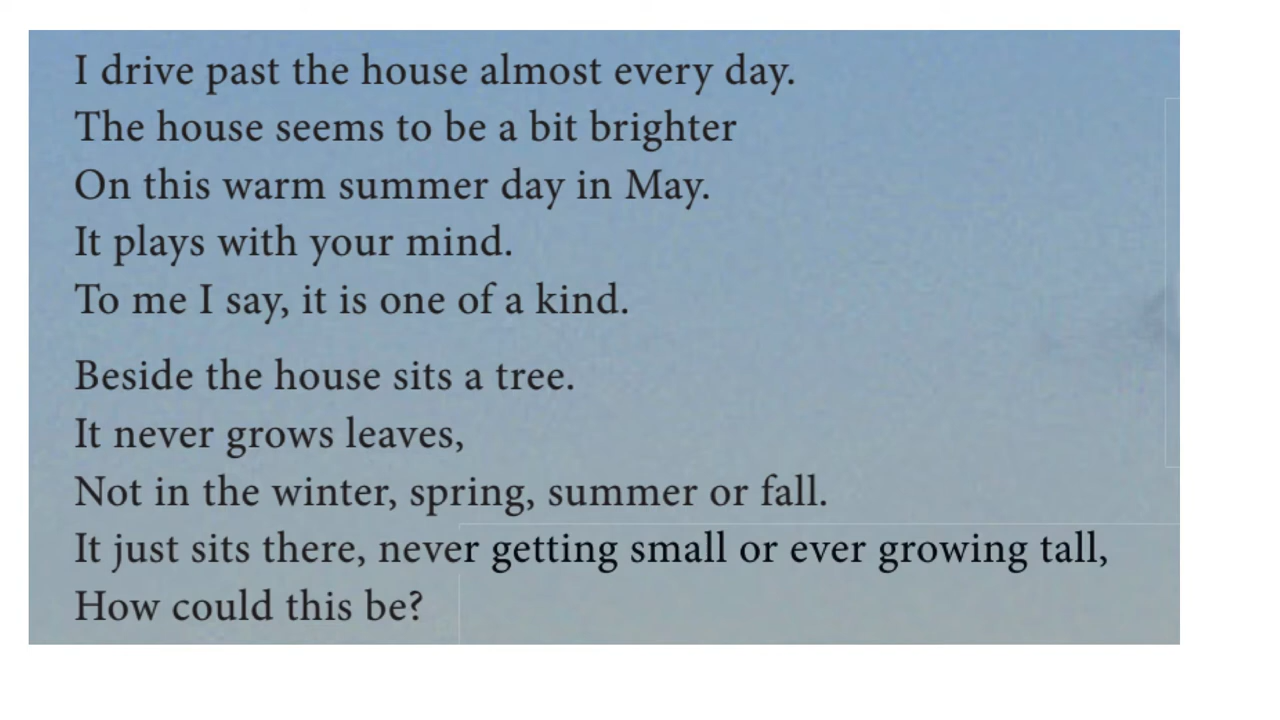 I drive past the house almost every day.
The house seems to be a bit brighter
On this warm summer day in May.
It plays with your mind.
To me I say, it is one of a kind.
Beside the house sits a tree.
It never grows leaves,
Not in the winter, spring, summer or fall.
It just sits there, never getting small or ever growing tall,
How could this be?